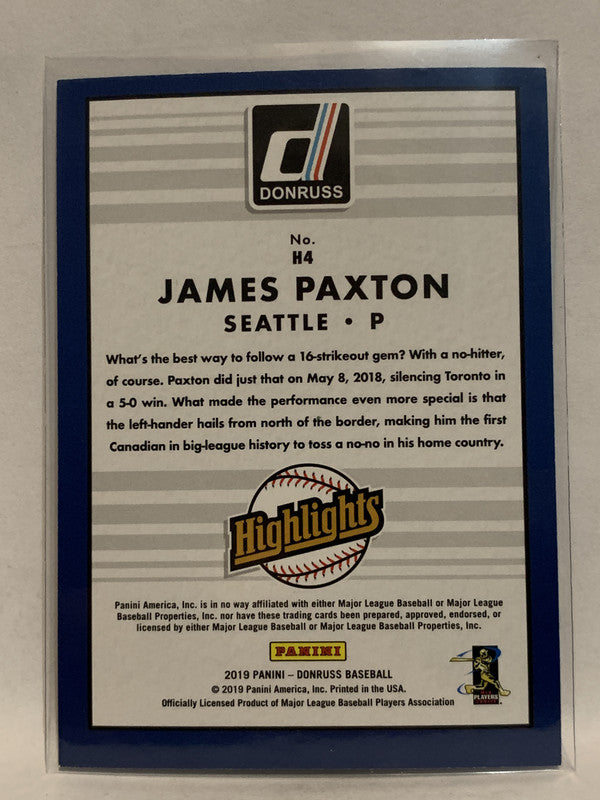 DONRUSS
No.
H4
JAMES PAXTON
SEATTLE • P
What's the best way to follow a 16-strikeout gem? With a no-hitter,
of course. Paxton did just that on May 8, 2018, silencing Toronto in
a 5-0 win. What made the performance even more special is that
the left-hander hails from north of the border, making him the first
Canadian in big-league history to toss a no-no in his home country.
Highlights
Panini America, Inc. is in no way affiliated with either Major League Baseball or Major League
Baseball Properties, Inc. nor have these trading cards been prepared, approved, endorsed, or
licensed by either Major League Baseball or Major League Baseball Properties, Inc.
PANINI
2019 PANINI – DONRUSS BASEBALL
© 2019 Panini America, Inc. Printed in the USA.
Officially Licensed Product of Major League Baseball Players Association
PLAYERS